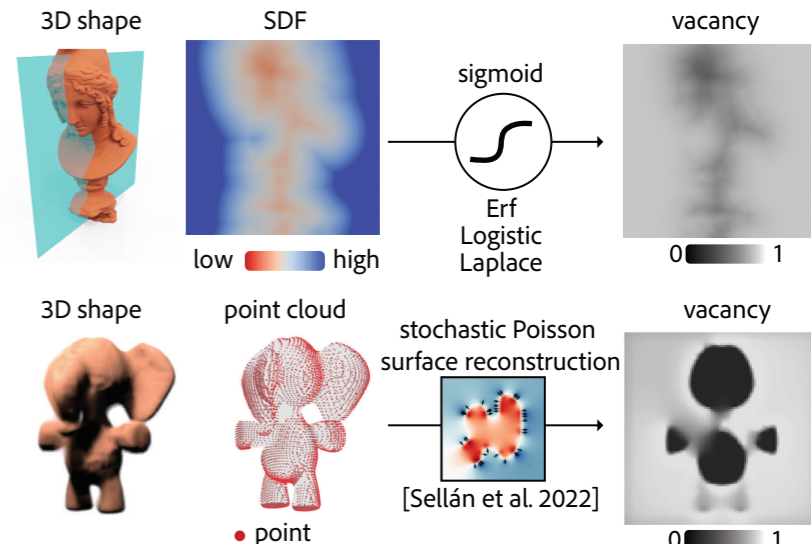 3D shape
SDF
vacancy
sigmoid
Erf
Logistic
Laplace
low high
0 1
3D shape
point cloud
stochastic Poisson
surface reconstruction
vacancy
[Sellán et al. 2022]
point
0 1